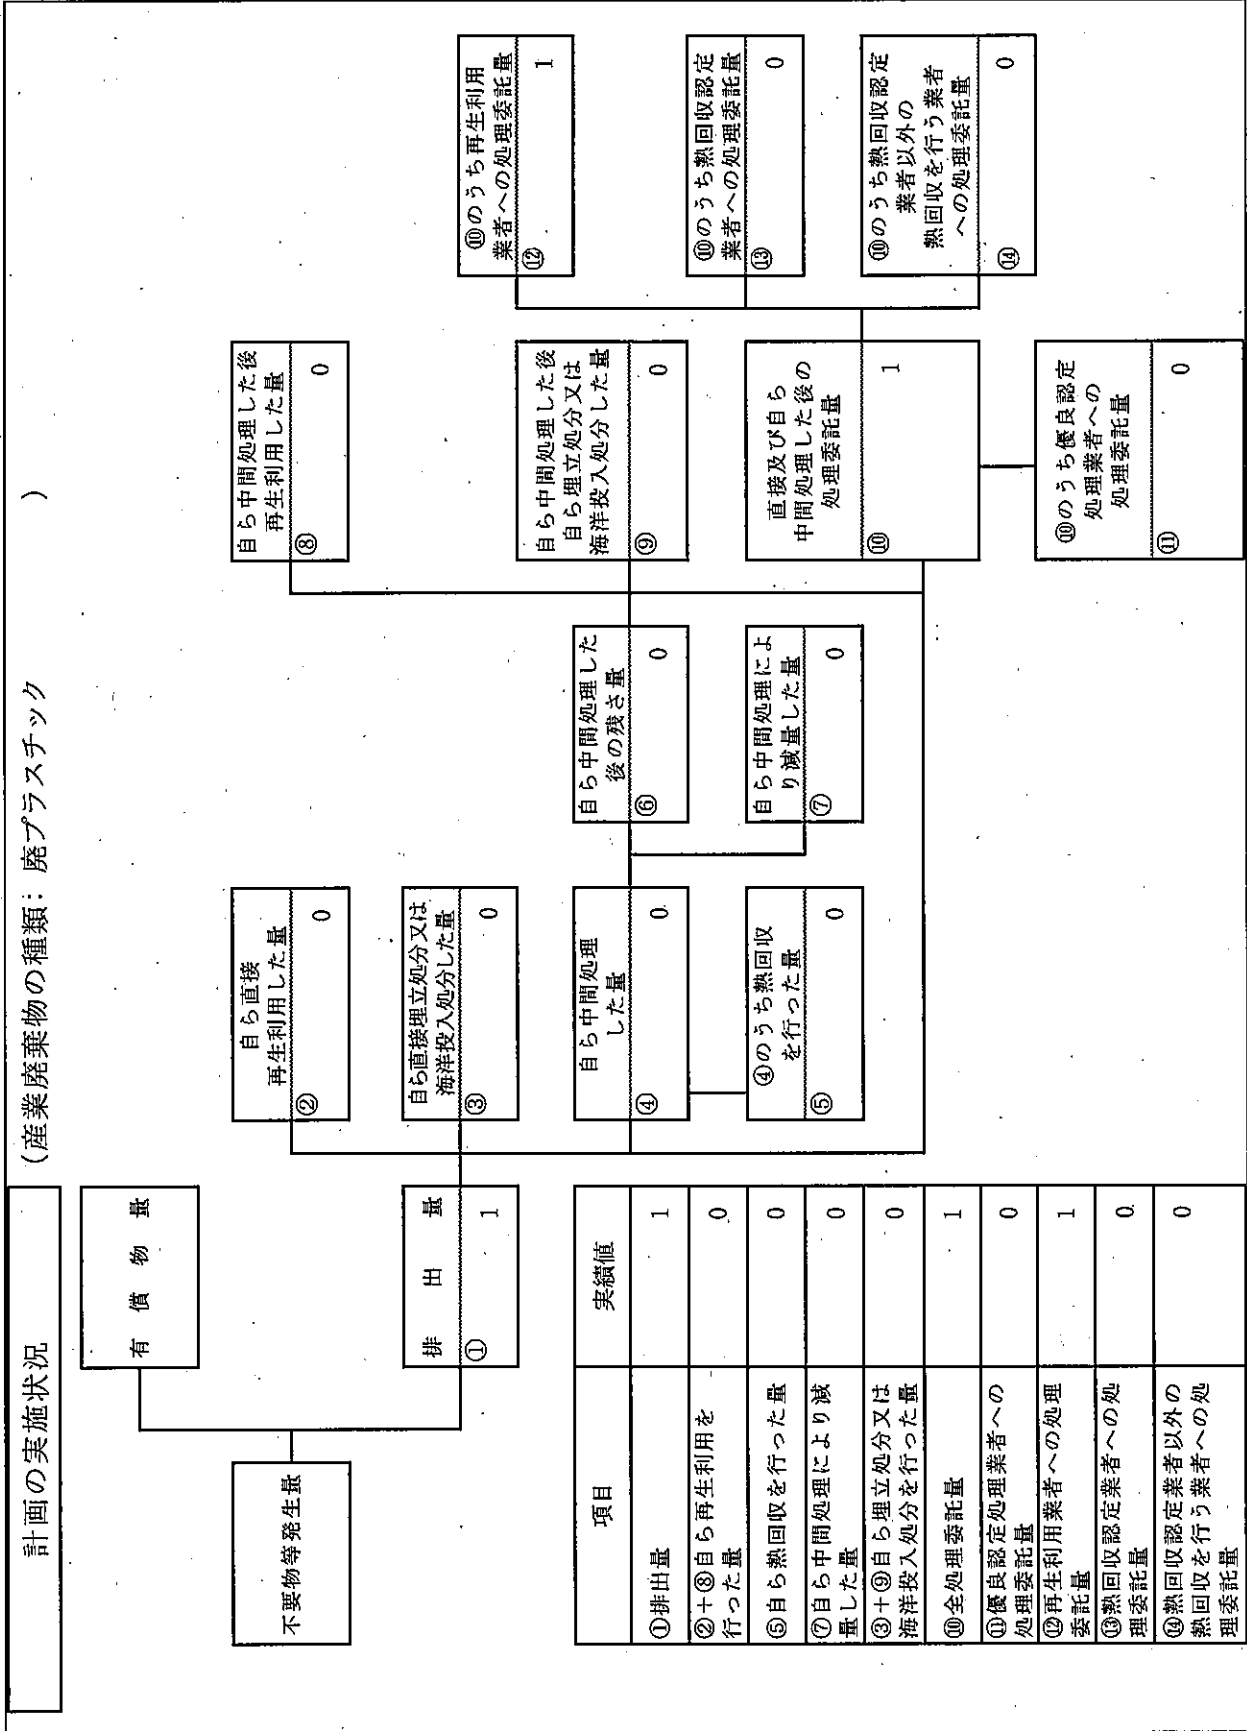 計画の実施状況
(産業廃棄物の種類：廃プラスチック　　　　　)
不要物等発生量
有償物量
排出量
① 1
自ら直接
再生利用した量
② 0
自ら直接埋立処分又は
海洋投入処分した量
③ 0
自ら中間処理
した量
④ 0
④のうち熱回収
を行った量
⑤ 0
自ら中間処理した
後の残さ量
⑥ 0
自ら中間処理によ
り減量した量
⑦ 0
自ら中間処理した後
再生利用した量
⑧ 0
自ら中間処理した後
自ら埋立処分又は
海洋投入処分した量
⑨ 0
直接及び自ら
中間処理した後の
処理委託量
⑩ 1
⑩のうち優良認定
処理業者への
処理委託量
⑪ 0
⑩のうち再生利用
業者への処理委託量
⑫ 1
⑩のうち熱回収認定
業者への処理委託量
⑬ 0
⑩のうち熱回収認定
業者以外の
熱回収を行う業者
への処理委託量
⑭ 0
項目 実績値
①排出量 1
②+⑧自ら再生利用を
行った量 0
⑤自ら熱回収を行った量 0
⑦自ら中間処理により減
量した量 0
③+⑨自ら埋立処分又は
海洋投入処分を行った量 0
⑩全処理委託量 1
⑪優良認定処理業者への
処理委託量 0
⑫再生利用業者への処理
委託量 1
⑬熱回収認定業者への処
理委託量 0
⑭熱回収認定業者以外の
熱回収を行う業者への処
理委託量 0